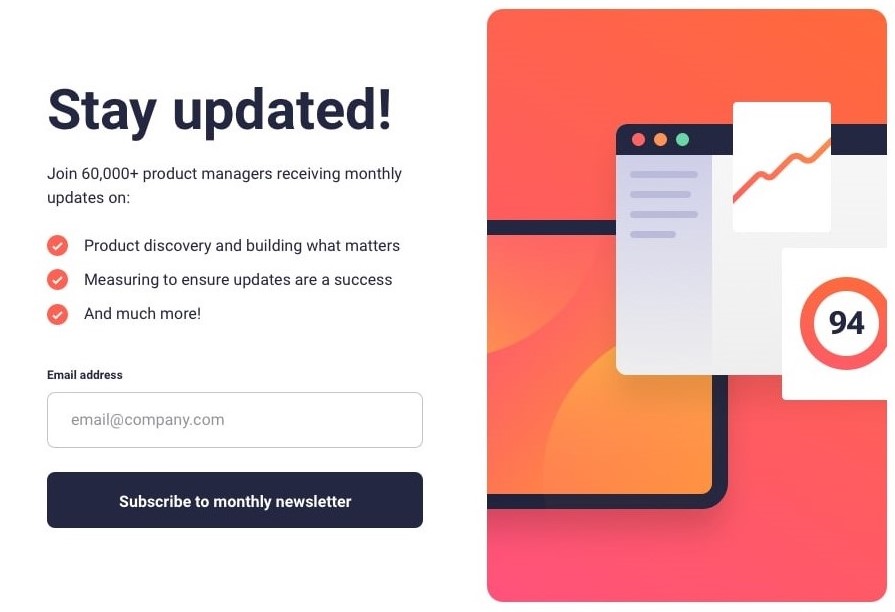 Stay updated!
Join 60,000+ product managers receiving monthly
updates on:
Product discovery and building what matters
Measuring to ensure updates are a success
And much more!
Email address
email@company.com
Subscribe to monthly newsletter
94